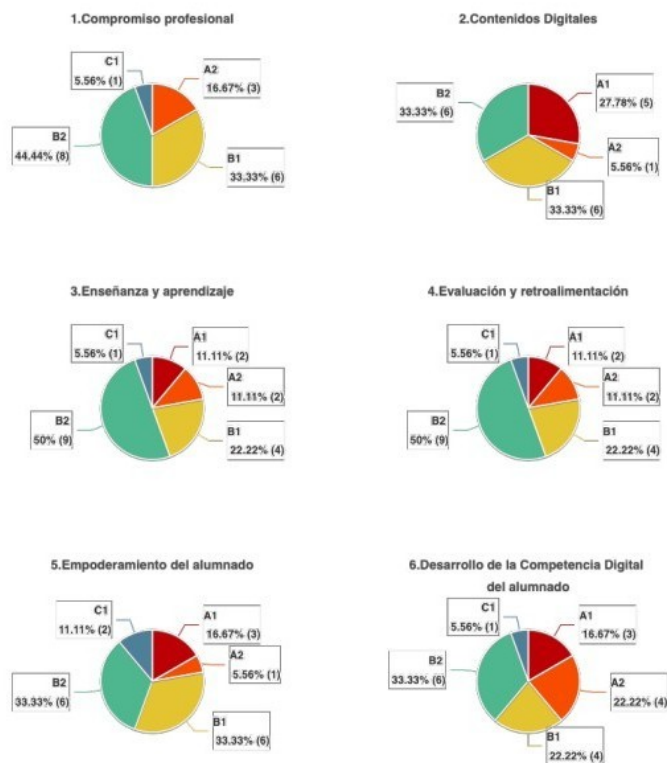 1.Compromiso profesional
C1
5.56% (1)
A2
16.67% (3)
B2
44.44% (8)
B1
33.33% (6)
2.Contenidos Digitales
B2
33.33% (6)
A1
27.78% (5)
A2
5.56% (1)
B1
33.33% (6)
3.Enseñanza y aprendizaje
C1
5.56% (1)
A1
11.11% (2)
A2
11.11% (2)
B2
50% (9)
B1
22.22% (4)
4.Evaluación y retroalimentación
C1
5.56% (1)
A1
11.11% (2)
A2
11.11% (2)
B2
50% (9)
B1
22.22% (4)
5.Empoderamiento del alumnado
C1
11.11% (2)
A1
16.67% (3)
A2
5.56% (1)
B2
33.33% (6)
B1
33.33% (6)
6.Desarrollo de la Competencia Digital
del alumnado
C1
5.56% (1)
A1
16.67% (3)
B2
33.33% (6)
A2
22.22% (4)
B1
22.22% (4)